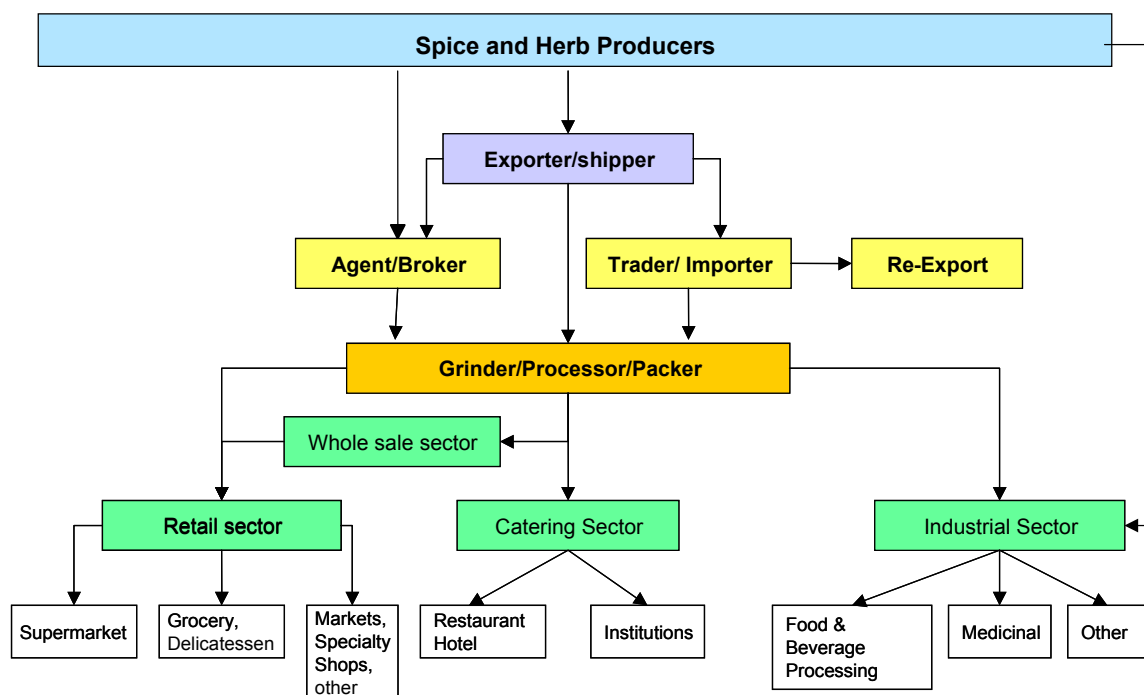 Spice and Herb Producers
Exporter/shipper
Agent/Broker
Trader/ Importer
Re-Export
Grinder/Processor/Packer
Whole sale sector
Retail sector
Catering Sector
Industrial Sector
Supermarket
Grocery,
Delicatessen
Markets,
Specialty
Shops,
other
Restaurant
Hotel
Institutions
Food &
Beverage
Processing
Medicinal
Other